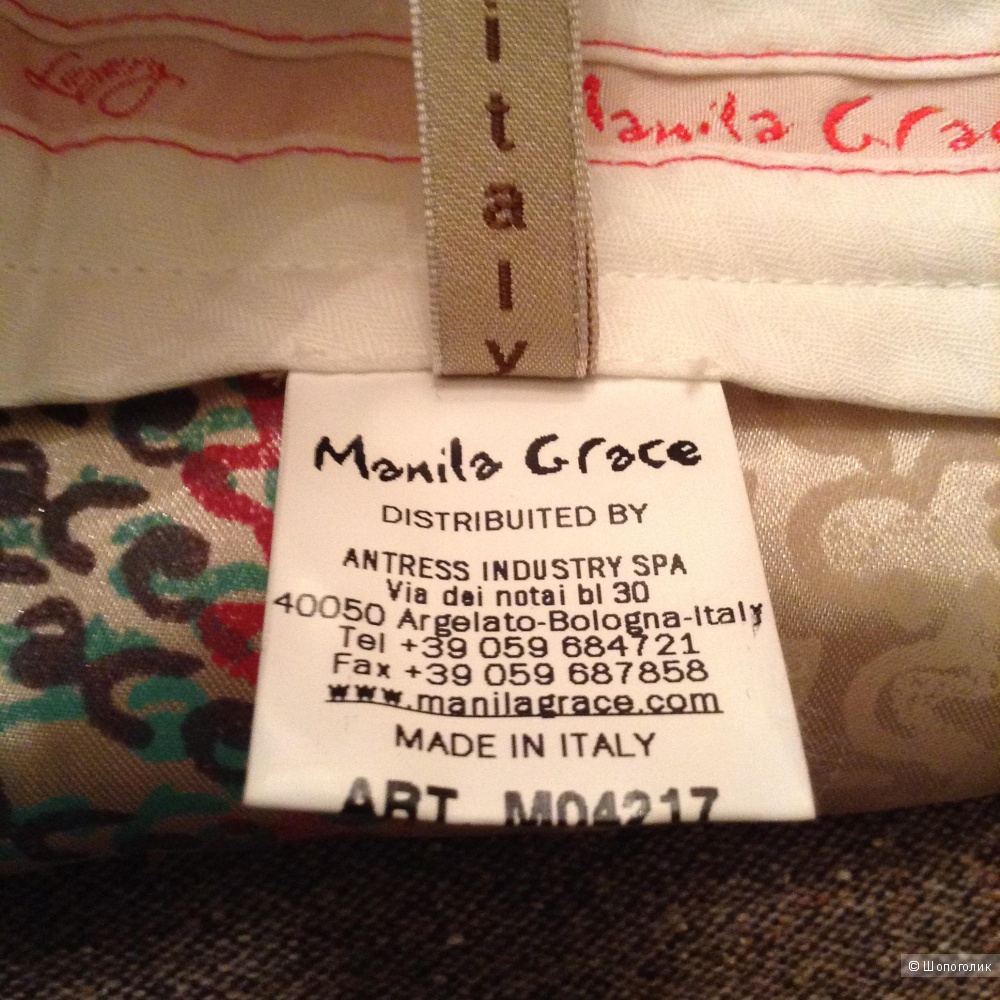 italy
Manila Gra
Manila Grace
DISTRIBUITED BY
ANTRESS INDUSTRY SPA
Via dei notai bl 30
40050 Argelato-Bologna-Italy
Tel +39 059 684721
Fax +39 059 687858
www.manilagrace.com
MADE IN ITALY
ART M04217
© Шопоголик